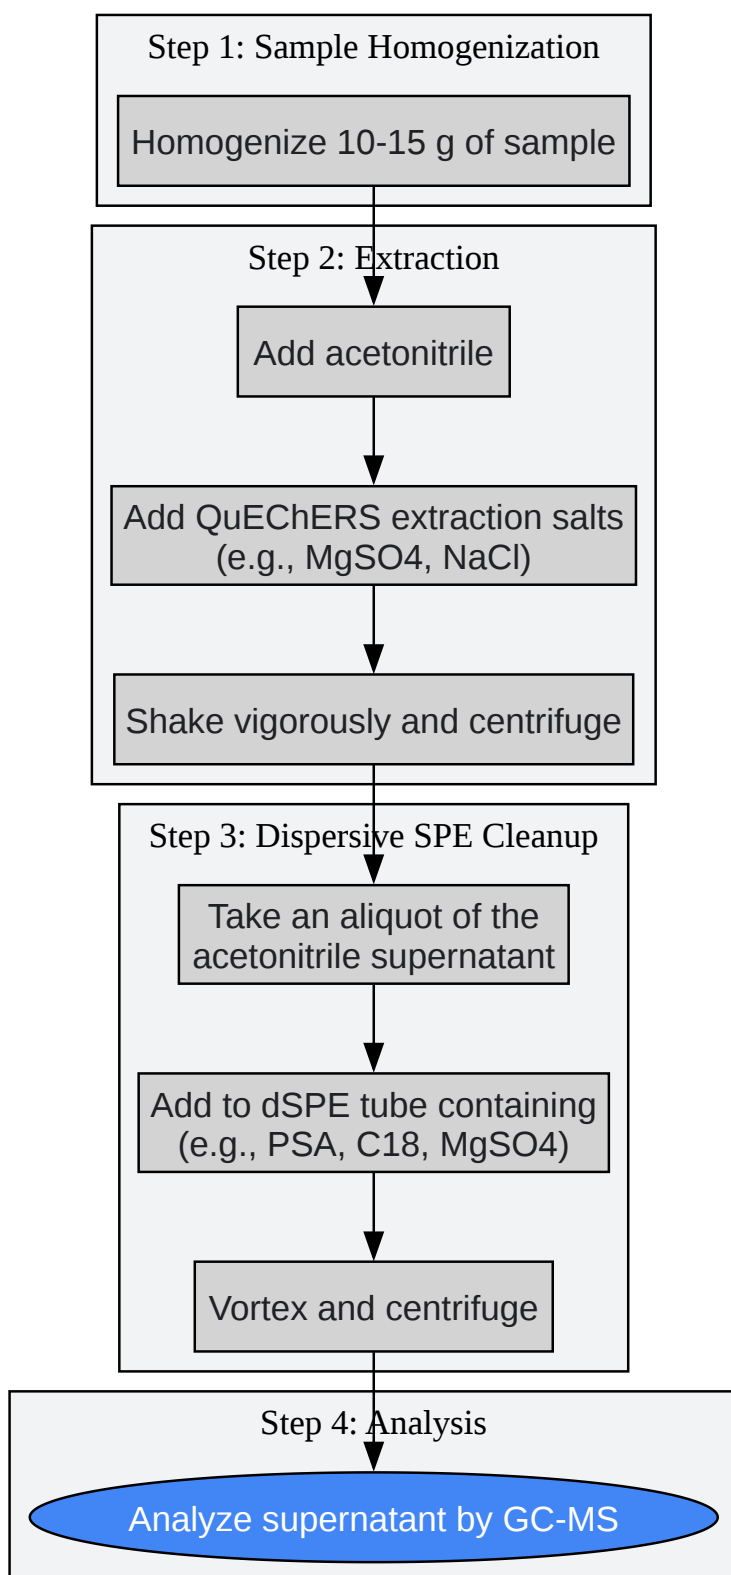 Step 1: Sample Homogenization
Homogenize 10-15 g of sample
Step 2: Extraction
Add acetonitrile
Add QuEChERS extraction salts
(e.g., MgSO4, NaCl)
Shake vigorously and centrifuge
Step 3: Dispersive SPE Cleanup
Take an aliquot of the
acetonitrile supernatant
Add to dSPE tube containing
(e.g., PSA, C18, MgSO4)
Vortex and centrifuge
Step 4: Analysis
Analyze supernatant by GC-MS